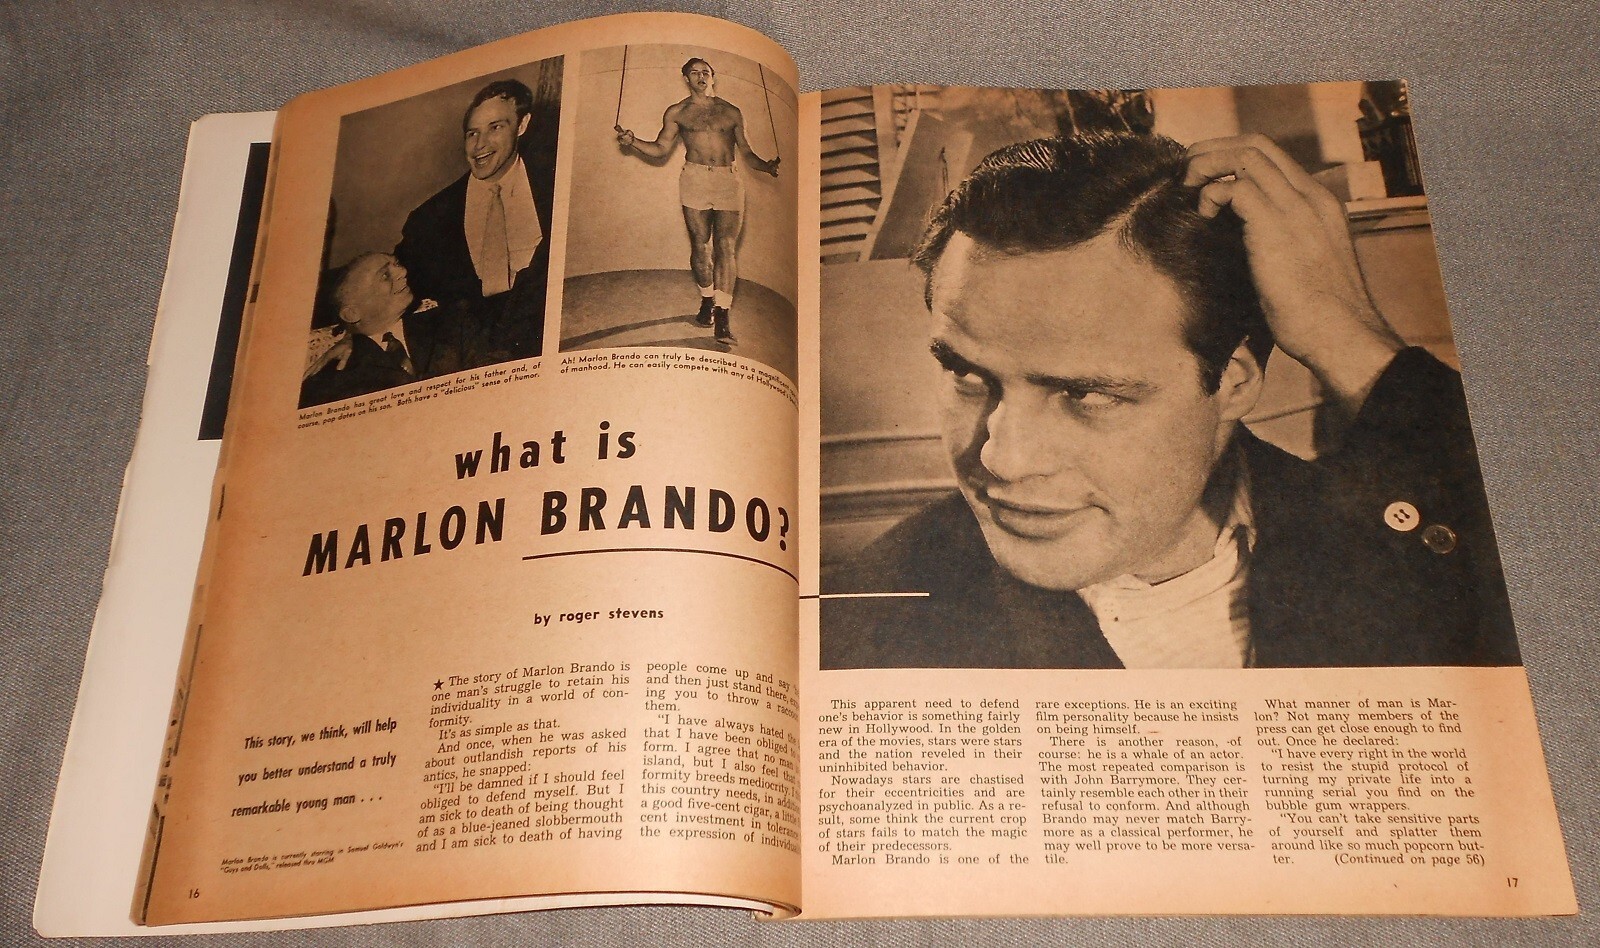 Marlon Brando has great love and respect for his father and, of
course, pop dotes on his son. Both have a "delicious" sense of humor.
Ah! Marlon Brando can truly be described as a magnificent
of manhood. He can easily compete with any of Hollywood's
what is
MARLON BRANDO?
by roger stevens
This story, we think, will help
you better understand a truly
remarkable young man . . .
Marlon Brando is currently starring in Samuel Goldwyn's
"Guys and Dolls," released thru MGM
★ The story of Marlon Brando is
one man's struggle to retain his
individuality in a world of con-
formity.
It's as simple as that.
And once, when he was asked
about outlandish reports of his
antics, he snapped:
"I'll be damned if I should feel
obliged to defend myself. But I
am sick to death of being thought
of as a blue-jeaned slobbermouth
and I am sick to death of having
people come up and say
and then just stand there,
ing you to throw a
them.
"I have always hated
that I have been obliged
form. I agree that no man
island, but I also feel that
formity breeds mediocrity.
this country needs, in
a good five-cent cigar, a
cent investment in
the expression of
16
This apparent need to defend
one's behavior is something fairly
new in Hollywood. In the golden
era of the movies, stars were stars
and the nation reveled in their
uninhibited behavior.
Nowadays stars are chastised
for their eccentricities and are
psychoanalyzed in public. As a re-
sult, some think the current crop
of stars fails to match the magic
of their predecessors.
Marlon Brando is one of the
rare exceptions. He is an exciting
film personality because he insists
on being himself.
There is another reason, of
course: he is a whale of an actor.
The most repeated comparison is
with John Barrymore. They cer-
tainly resemble each other in their
refusal to conform. And although
Brando may never match Barry-
more as a classical performer, he
may well prove to be more versa-
tile.
What manner of man is Mar-
lon? Not many members of the
press can get close enough to find
out. Once he declared:
"I have every right in the world
to resist the stupid protocol of
turning my private life into a
running serial you find on the
bubble gum wrappers.
"You can't take sensitive parts
of yourself and splatter them
around like so much popcorn but-
ter. (Continued on page 56)
17